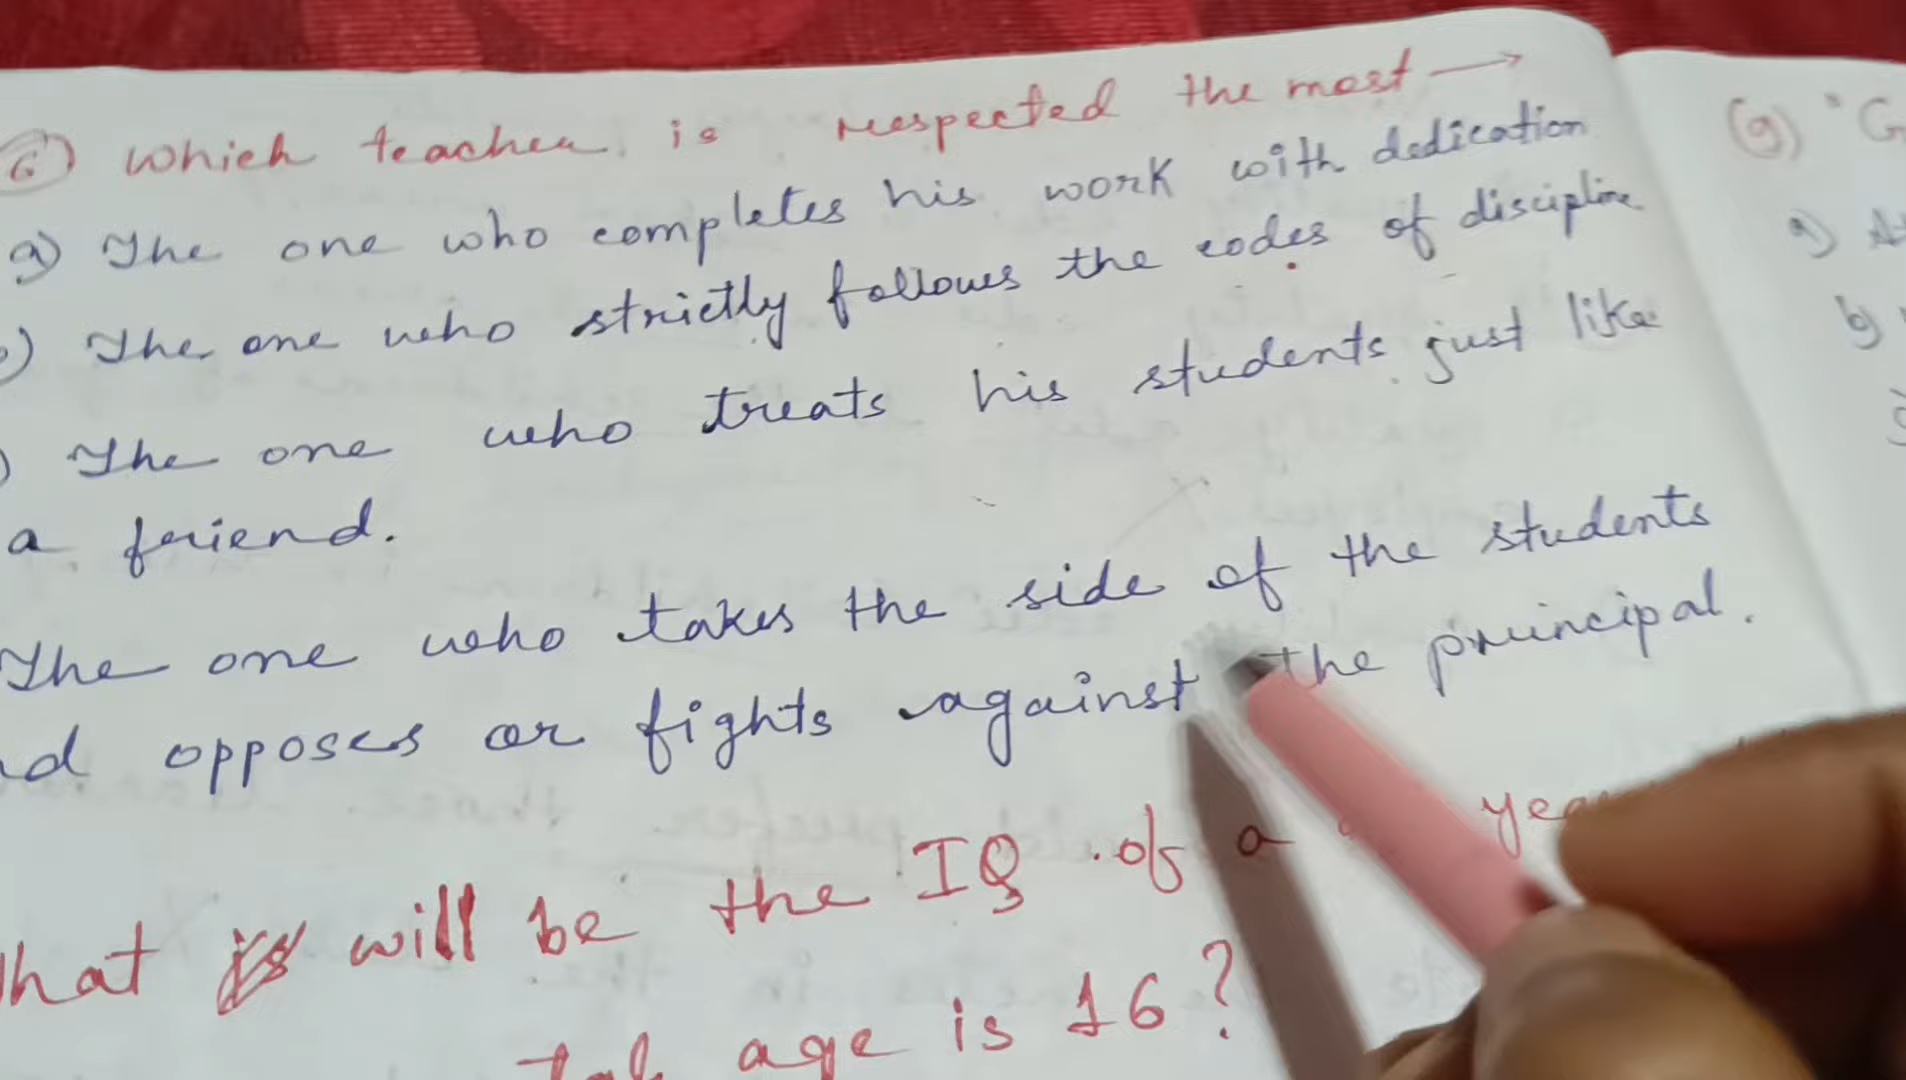 6) Which teacher is respected the most →
a) The one who completes his work with dedication
) The one who strictly follows the codes of discipline
) The one who treats his students just like
a friend.
The one who takes the side of the students
nd opposes or fights against the principal.
hat will be the IQ of a yea
age is 16?
(g) "G
a) At
b)